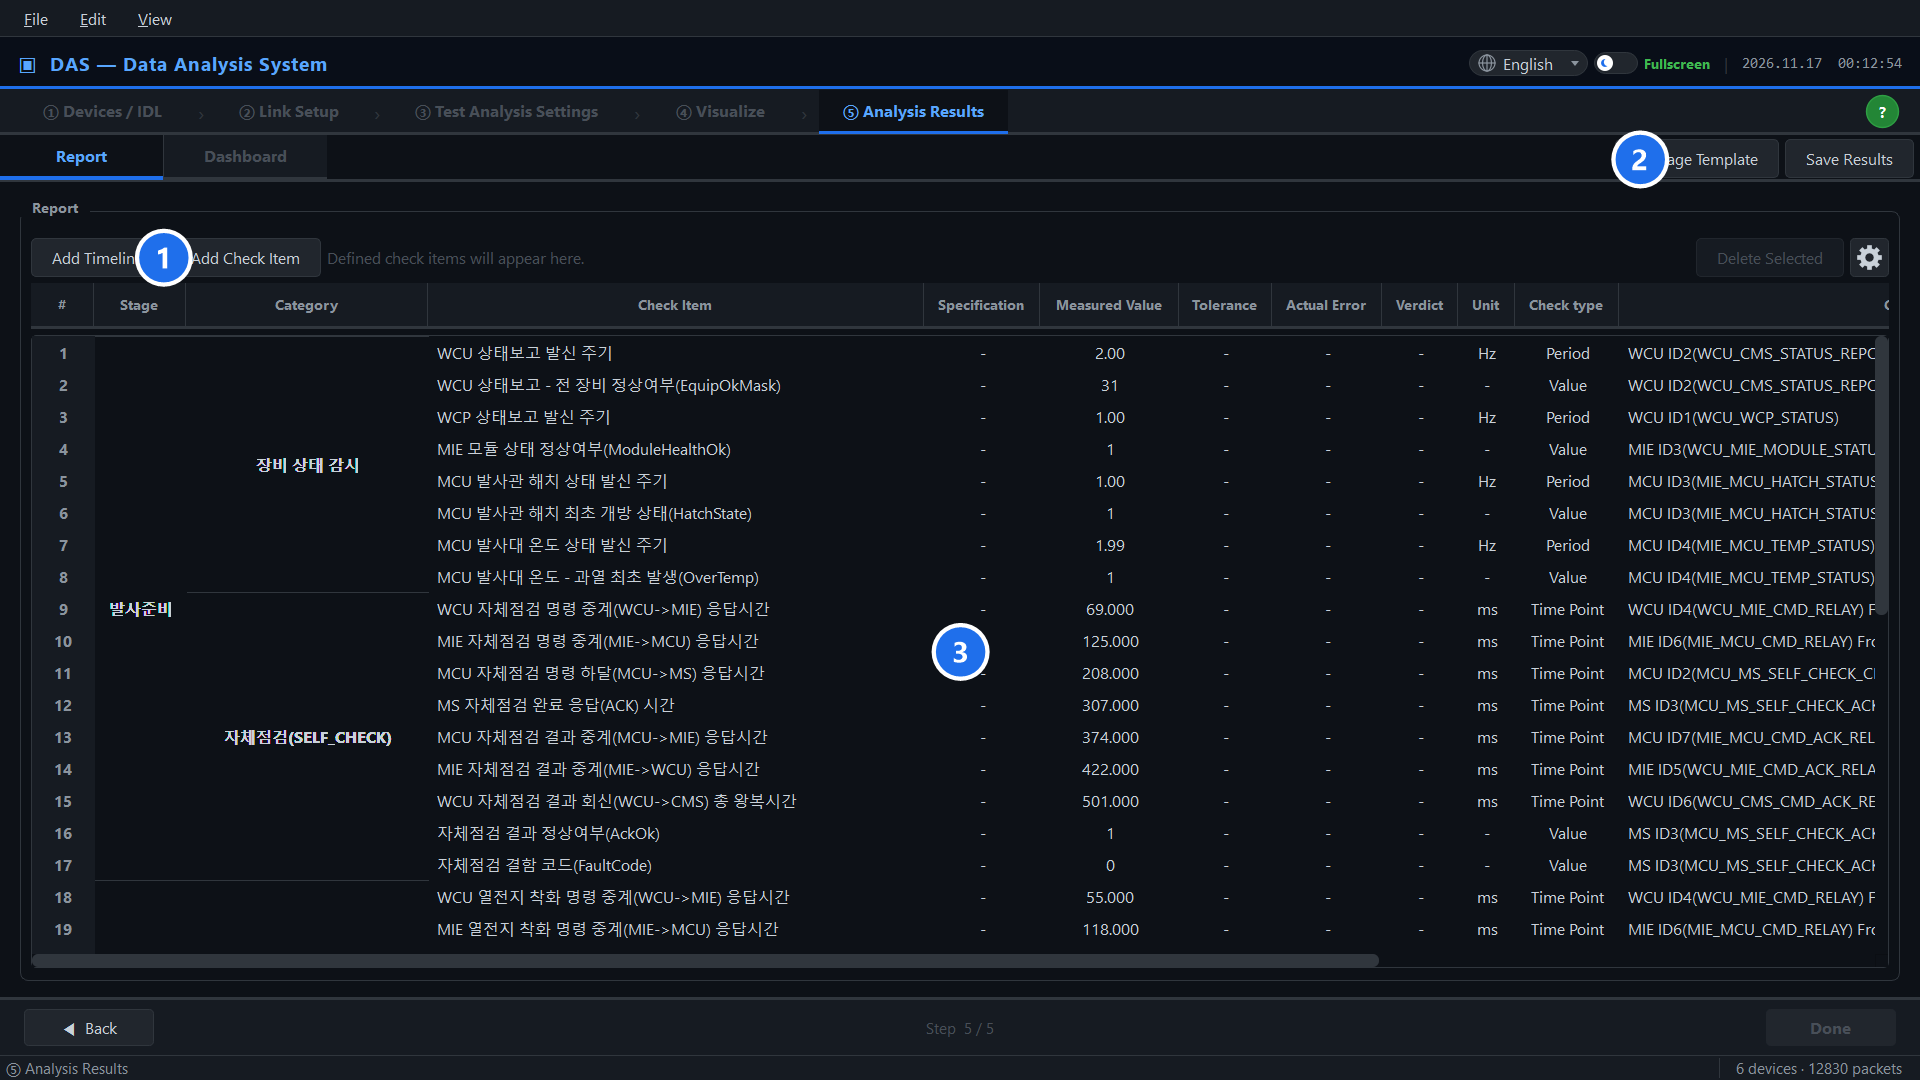 File Edit View
DAS — Data Analysis System English Fullscreen 2026.11.17 00:12:54
① Devices / IDL › ② Link Setup › ③ Test Analysis Settings › ④ Visualize › ⑤ Analysis Results ?
Report Dashboard 2 age Template Save Results
Report
Add Timelin 1 Add Check Item Defined check items will appear here. Delete Selected
# Stage Category Check Item Specification Measured Value Tolerance Actual Error Verdict Unit Check type
1 WCU 상태보고 발신 주기 - 2.00 - - - Hz Period WCU ID2(WCU_CMS_STATUS_REPO
2 WCU 상태보고 - 전 장비 정상여부(EquipOkMask) - 31 - - - - Value WCU ID2(WCU_CMS_STATUS_REPO
3 WCP 상태보고 발신 주기 - 1.00 - - - Hz Period WCU ID1(WCU_WCP_STATUS)
4 MIE 모듈 상태 정상여부(ModuleHealthOk) - 1 - - - - Value MIE ID3(WCU_MIE_MODULE_STATU
장비 상태 감시
5 MCU 발사관 해치 상태 발신 주기 - 1.00 - - - Hz Period MCU ID3(MIE_MCU_HATCH_STATUS
6 MCU 발사관 해치 최초 개방 상태(HatchState) - 1 - - - - Value MCU ID3(MIE_MCU_HATCH_STATUS
7 MCU 발사대 온도 상태 발신 주기 - 1.99 - - - Hz Period MCU ID4(MIE_MCU_TEMP_STATUS)
8 MCU 발사대 온도 - 과열 최초 발생(OverTemp) - 1 - - - - Value MCU ID4(MIE_MCU_TEMP_STATUS)
9 발사준비 WCU 자체점검 명령 중계(WCU->MIE) 응답시간 - 69.000 - - - ms Time Point WCU ID4(WCU_MIE_CMD_RELAY) F
10 MIE 자체점검 명령 중계(MIE->MCU) 응답시간 - 125.000 - - - ms Time Point MIE ID6(MIE_MCU_CMD_RELAY) Fro
3
11 MCU 자체점검 명령 하달(MCU->MS) 응답시간 - 208.000 - - - ms Time Point MCU ID2(MCU_MS_SELF_CHECK_C
12 MS 자체점검 완료 응답(ACK) 시간 - 307.000 - - - ms Time Point MS ID3(MCU_MS_SELF_CHECK_ACK
13 자체점검(SELF_CHECK) MCU 자체점검 결과 중계(MCU->MIE) 응답시간 - 374.000 - - - ms Time Point MCU ID7(MIE_MCU_CMD_ACK_REL
14 MIE 자체점검 결과 중계(MIE->WCU) 응답시간 - 422.000 - - - ms Time Point MIE ID5(WCU_MIE_CMD_ACK_RELA
15 WCU 자체점검 결과 회신(WCU->CMS) 총 왕복시간 - 501.000 - - - ms Time Point WCU ID6(WCU_CMS_CMD_ACK_RE
16 자체점검 결과 정상여부(AckOk) - 1 - - - - Value MS ID3(MCU_MS_SELF_CHECK_ACK
17 자체점검 결함 코드(FaultCode) - 0 - - - - Value MS ID3(MCU_MS_SELF_CHECK_ACK
18 WCU 열전지 착화 명령 중계(WCU->MIE) 응답시간 - 55.000 - - - ms Time Point WCU ID4(WCU_MIE_CMD_RELAY) F
19 MIE 열전지 착화 명령 중계(MIE->MCU) 응답시간 - 118.000 - - - ms Time Point MIE ID6(MIE_MCU_CMD_RELAY) Fro
◀ Back Step 5 / 5 Done
⑤ Analysis Results 6 devices · 12830 packets